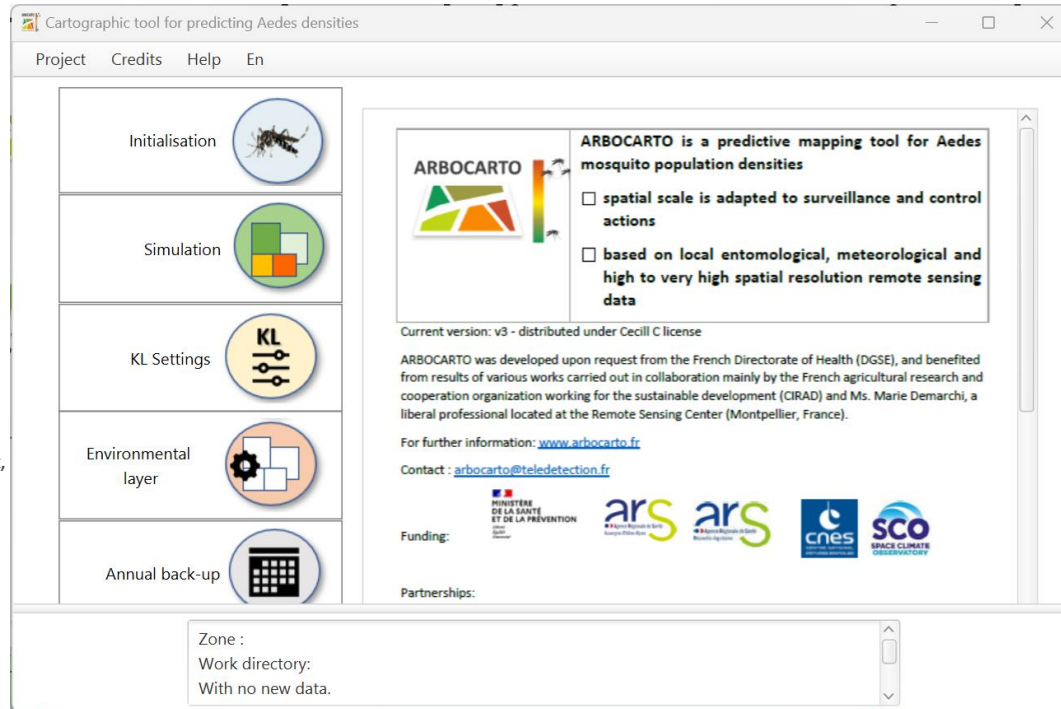 Cartographic tool for predicting Aedes densities
Project Credits Help En
Initialisation
Simulation
KL Settings
KL
Environmental
layer
Annual back-up
ARBOCARTO
ARBOCARTO is a predictive mapping tool for Aedes
mosquito population densities
spatial scale is adapted to surveillance and control
actions
based on local entomological, meteorological and
high to very high spatial resolution remote sensing
data
Current version: v3 - distributed under Cecill C license
ARBOCARTO was developed upon request from the French Directorate of Health (DGSE), and benefited
from results of various works carried out in collaboration mainly by the French agricultural research and
cooperation organization working for the sustainable development (CIRAD) and Ms. Marie Demarchi, a
liberal professional located at the Remote Sensing Center (Montpellier, France).
For further information: www.arbocarto.fr
Contact : arbocarto@teledetection.fr
Funding:
MINISTÈRE
DE LA SANTÉ
ET DE LA PRÉVENTION
ars
ars
cnes
SCO
SPACE CLIMATE
OBSERVATORY
Partnerships:
Zone :
Work directory:
With no new data.